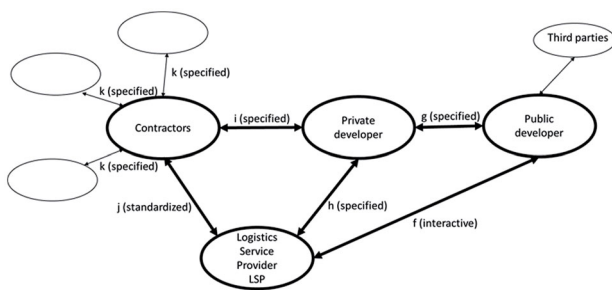 Third parties
k (specified)
k (specified)
i (specified)
g (specified)
Contractors
Private
developer
Public
developer
k (specified)
j (standardized)
h (specified)
f (interactive)
Logistics
Service
Provider
LSP